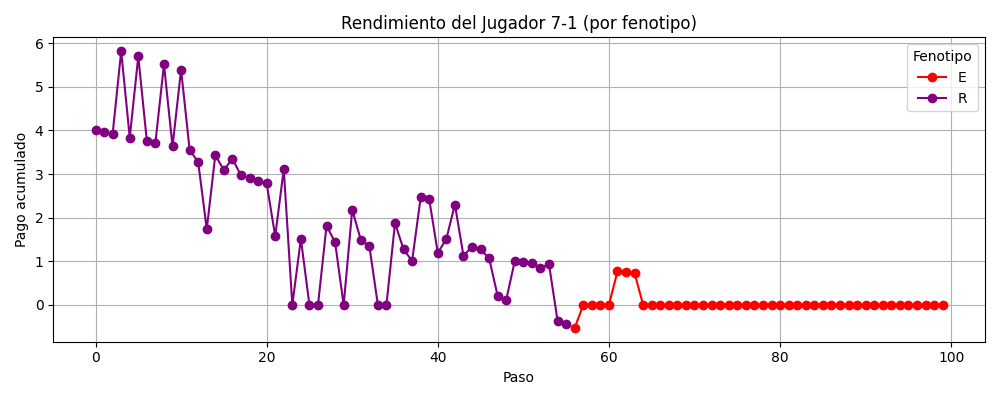 Rendimiento del Jugador 7-1 (por fenotipo)
Pago acumulado
6
5
4
3
2
1
0
0 20 40 60 80 100
Paso
Fenotipo
E
R